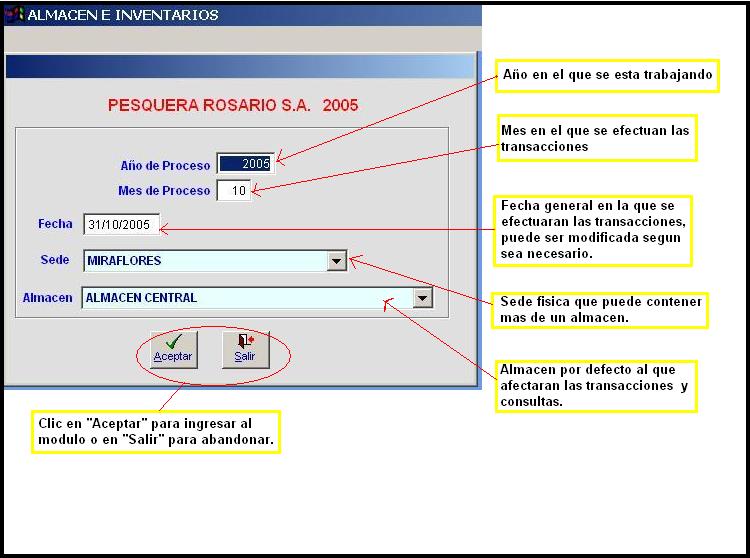 ALMACEN E INVENTARIOS
PESQUERA ROSARIO S.A. 2005
Año de Proceso 2005
Mes de Proceso 10
Fecha 31/10/2005
Sede MIRAFLORES
Almacen ALMACEN CENTRAL
Aceptar Salir
Año en el que se esta trabajando
Mes en el que se efectuan las
transacciones
Fecha general en la que se
efectuaran las transacciones,
puede ser modificada segun
sea necesario.
Sede fisica que puede contener
mas de un almacen.
Almacen por defecto al que
afectaran las transacciones y
consultas.
Clic en "Aceptar" para ingresar al
modulo o en "Salir" para abandonar.